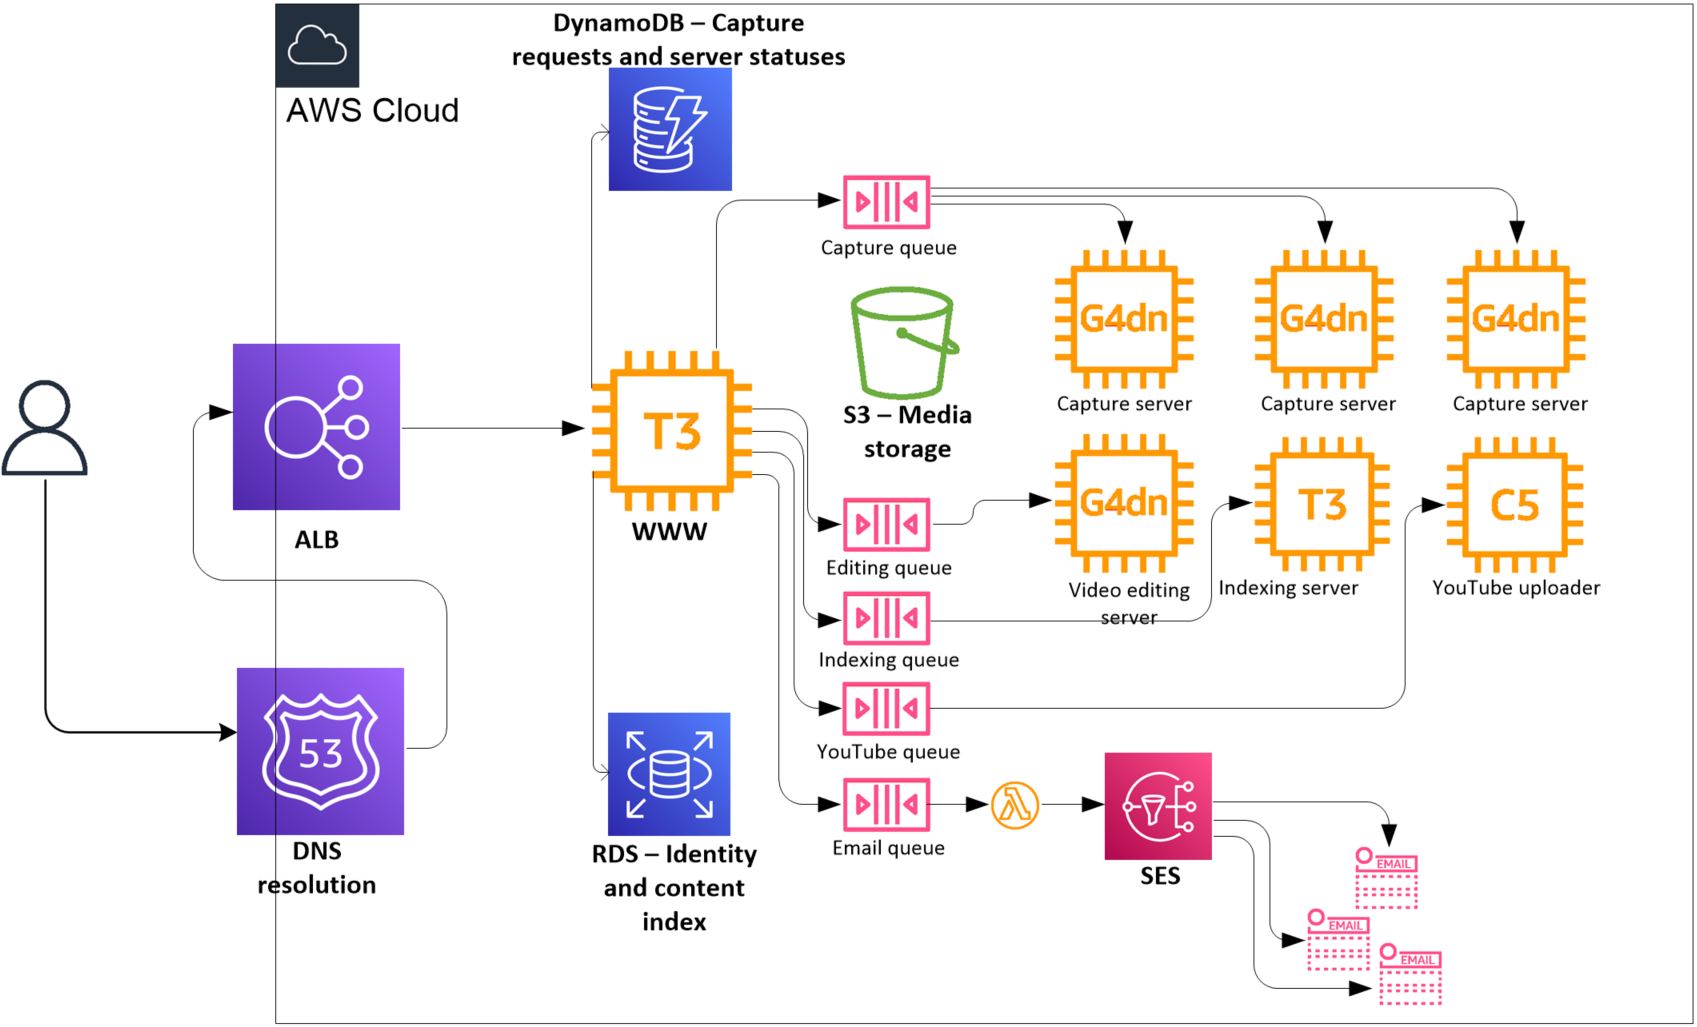 DynamoDB – Capture
requests and server statuses
AWS Cloud
Capture queue
G4dn
G4dn
G4dn
Capture server
Capture server
Capture server
S3 – Media
storage
T3
WWW
ALB
G4dn
T3
C5
Editing queue
Video editing
server
Indexing server
YouTube uploader
Indexing queue
53
DNS
resolution
YouTube queue
RDS – Identity
and content
index
Email queue
SES
EMAIL
EMAIL
EMAIL